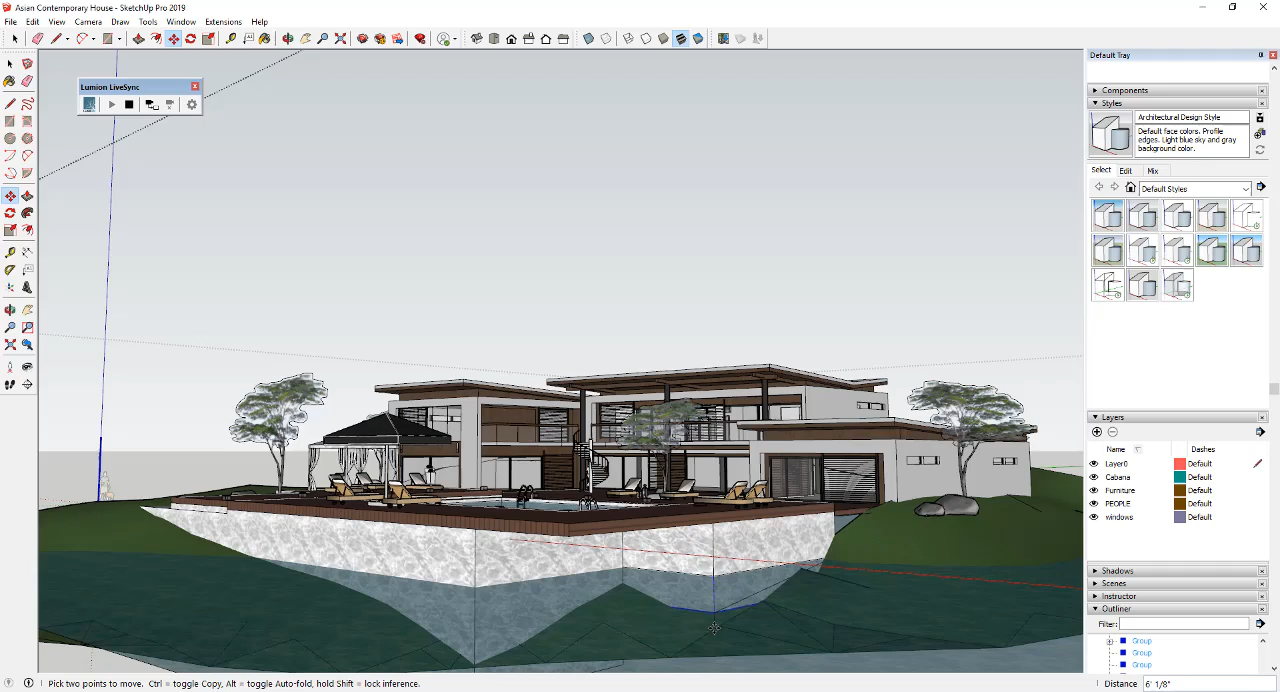 Asian Contemporary House - SketchUp Pro 2019
File Edit View Camera Draw Tools Window Extensions Help
Default Tray
Lumion LiveSync
Components
Styles
Architectural Design Style
Default face colors. Profile
edges. Light blue sky and gray
background color.
Select Edit Mix
Default Styles
Layers
Name Dashes
Layer0 Default
Cabana Default
Furniture Default
PEOPLE Default
windows Default
Shadows
Scenes
Instructor
Outliner
Filter:
Group
Group
Group
Pick two points to move. Ctrl = toggle Copy, Alt = toggle Auto-fold, hold Shift = lock inference.
Distance 6' 1/8"